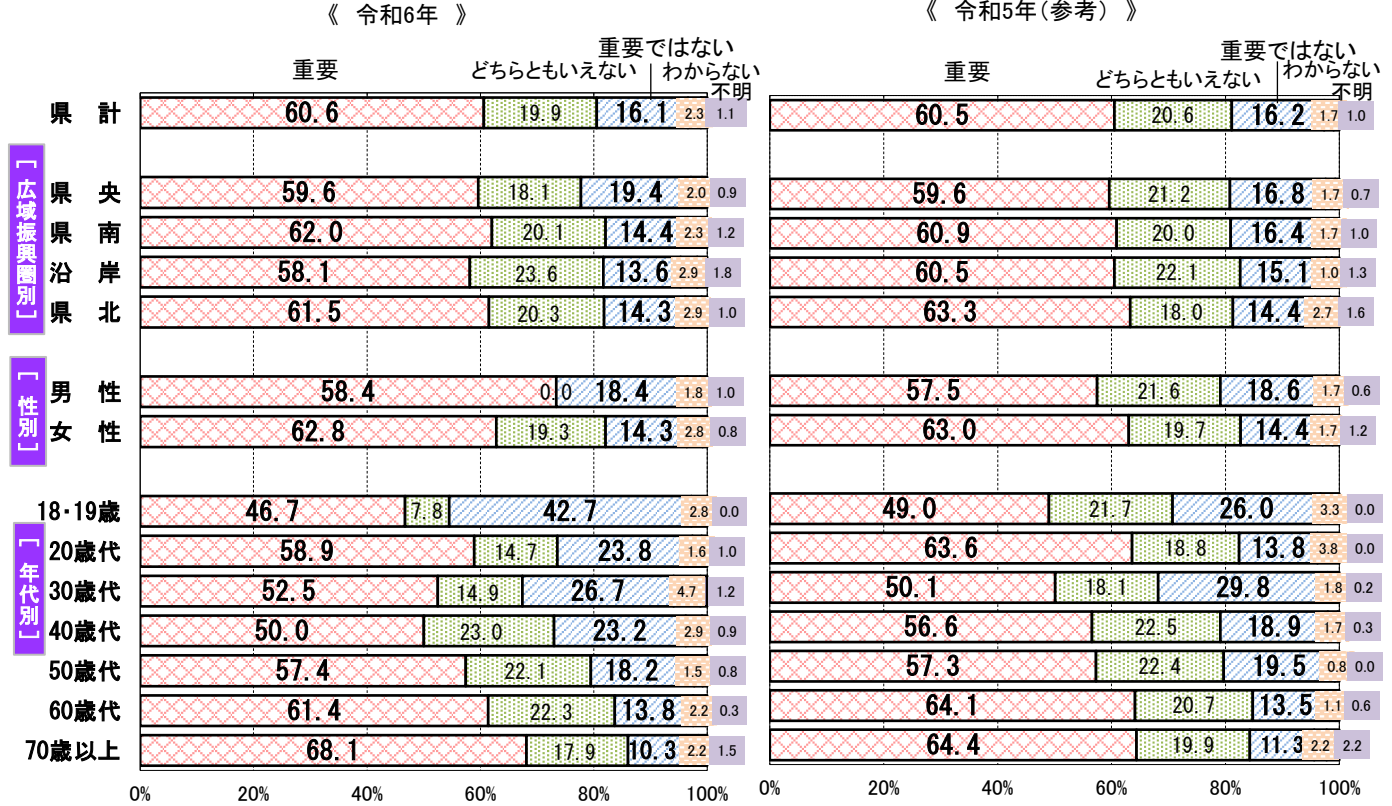 《 令和6年 》 《 令和5年(参考) 》
重要 どちらともいえない 重要ではない わからない 不明
重要 どちらともいえない 重要ではない わからない 不明
県 計 60.6 19.9 16.1 2.3 1.1 60.5 20.6 16.2 1.7 1.0
[広域振興圏別]
県 央 59.6 18.1 19.4 2.0 0.9 59.6 21.2 16.8 1.7 0.7
県 南 62.0 20.1 14.4 2.3 1.2 60.9 20.0 16.4 1.7 1.0
沿 岸 58.1 23.6 13.6 2.9 1.8 60.5 22.1 15.1 1.0 1.3
県 北 61.5 20.3 14.3 2.9 1.0 63.3 18.0 14.4 2.7 1.6
[性別]
男 性 58.4 0.0 18.4 1.8 1.0 57.5 21.6 18.6 1.7 0.6
女 性 62.8 19.3 14.3 2.8 0.8 63.0 19.7 14.4 1.7 1.2
[年代別]
18・19歳 46.7 7.8 42.7 2.8 0.0 49.0 21.7 26.0 3.3 0.0
20歳代 58.9 14.7 23.8 1.6 1.0 63.6 18.8 13.8 3.8 0.0
30歳代 52.5 14.9 26.7 4.7 1.2 50.1 18.1 29.8 1.8 0.2
40歳代 50.0 23.0 23.2 2.9 0.9 56.6 22.5 18.9 1.7 0.3
50歳代 57.4 22.1 18.2 1.5 0.8 57.3 22.4 19.5 0.8 0.0
60歳代 61.4 22.3 13.8 2.2 0.3 64.1 20.7 13.5 1.1 0.6
70歳以上 68.1 17.9 10.3 2.2 1.5 64.4 19.9 11.3 2.2 2.2
0% 20% 40% 60% 80% 100% 0% 20% 40% 60% 80% 100%